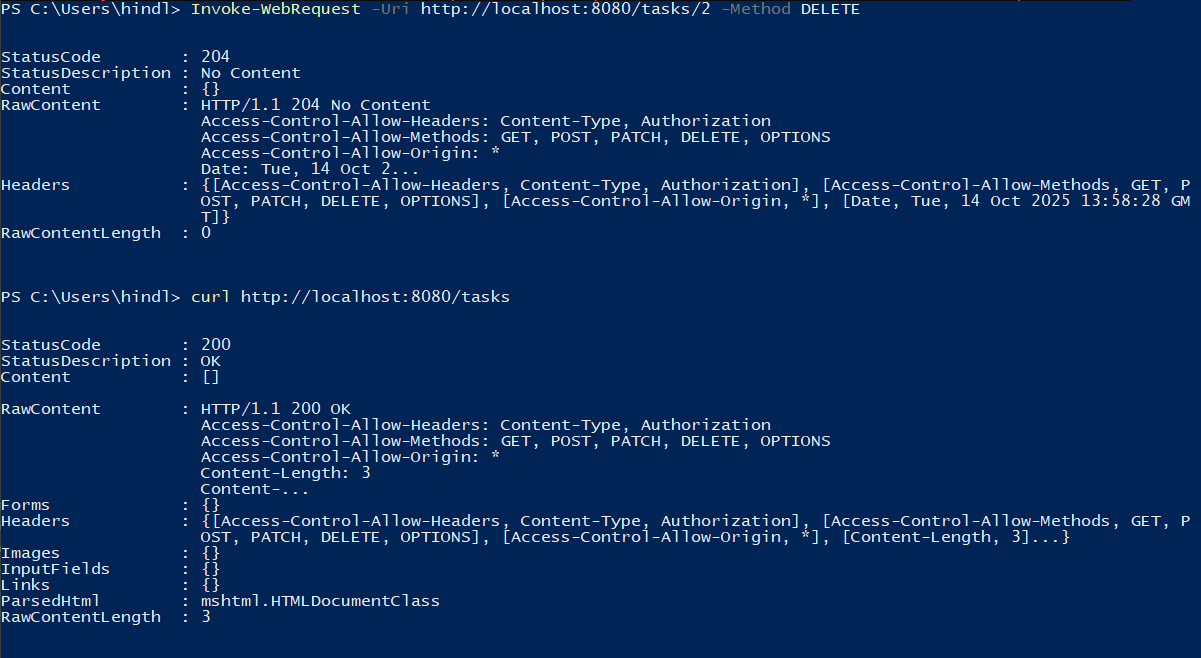 PS C:\Users\hindl> Invoke-WebRequest -Uri http://localhost:8080/tasks/2 -Method DELETE
StatusCode : 204
StatusDescription : No Content
Content : {}
RawContent : HTTP/1.1 204 No Content
Access-Control-Allow-Headers: Content-Type, Authorization
Access-Control-Allow-Methods: GET, POST, PATCH, DELETE, OPTIONS
Access-Control-Allow-Origin: *
Date: Tue, 14 Oct 2...
Headers : {[Access-Control-Allow-Headers, Content-Type, Authorization], [Access-Control-Allow-Methods, GET, P
OST, PATCH, DELETE, OPTIONS], [Access-Control-Allow-Origin, *], [Date, Tue, 14 Oct 2025 13:58:28 GM
T]}
RawContentLength : 0
PS C:\Users\hindl> curl http://localhost:8080/tasks
StatusCode : 200
StatusDescription : OK
Content : []
RawContent : HTTP/1.1 200 OK
Access-Control-Allow-Headers: Content-Type, Authorization
Access-Control-Allow-Methods: GET, POST, PATCH, DELETE, OPTIONS
Access-Control-Allow-Origin: *
Content-Length: 3
Content-...
Forms : {}
Headers : {[Access-Control-Allow-Headers, Content-Type, Authorization], [Access-Control-Allow-Methods, GET, P
OST, PATCH, DELETE, OPTIONS], [Access-Control-Allow-Origin, *], [Content-Length, 3]...}
Images : {}
InputFields : {}
Links : {}
ParsedHtml : mshtml.HTMLDocumentClass
RawContentLength : 3